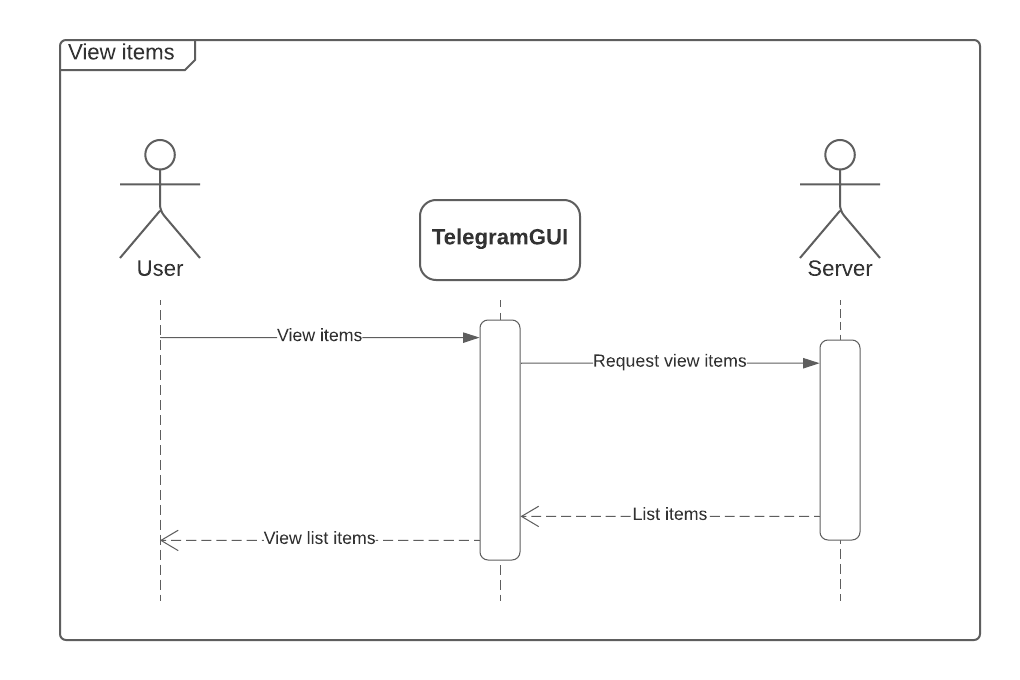 View items
User
TelegramGUI
Server
View items
Request view items
List items
View list items